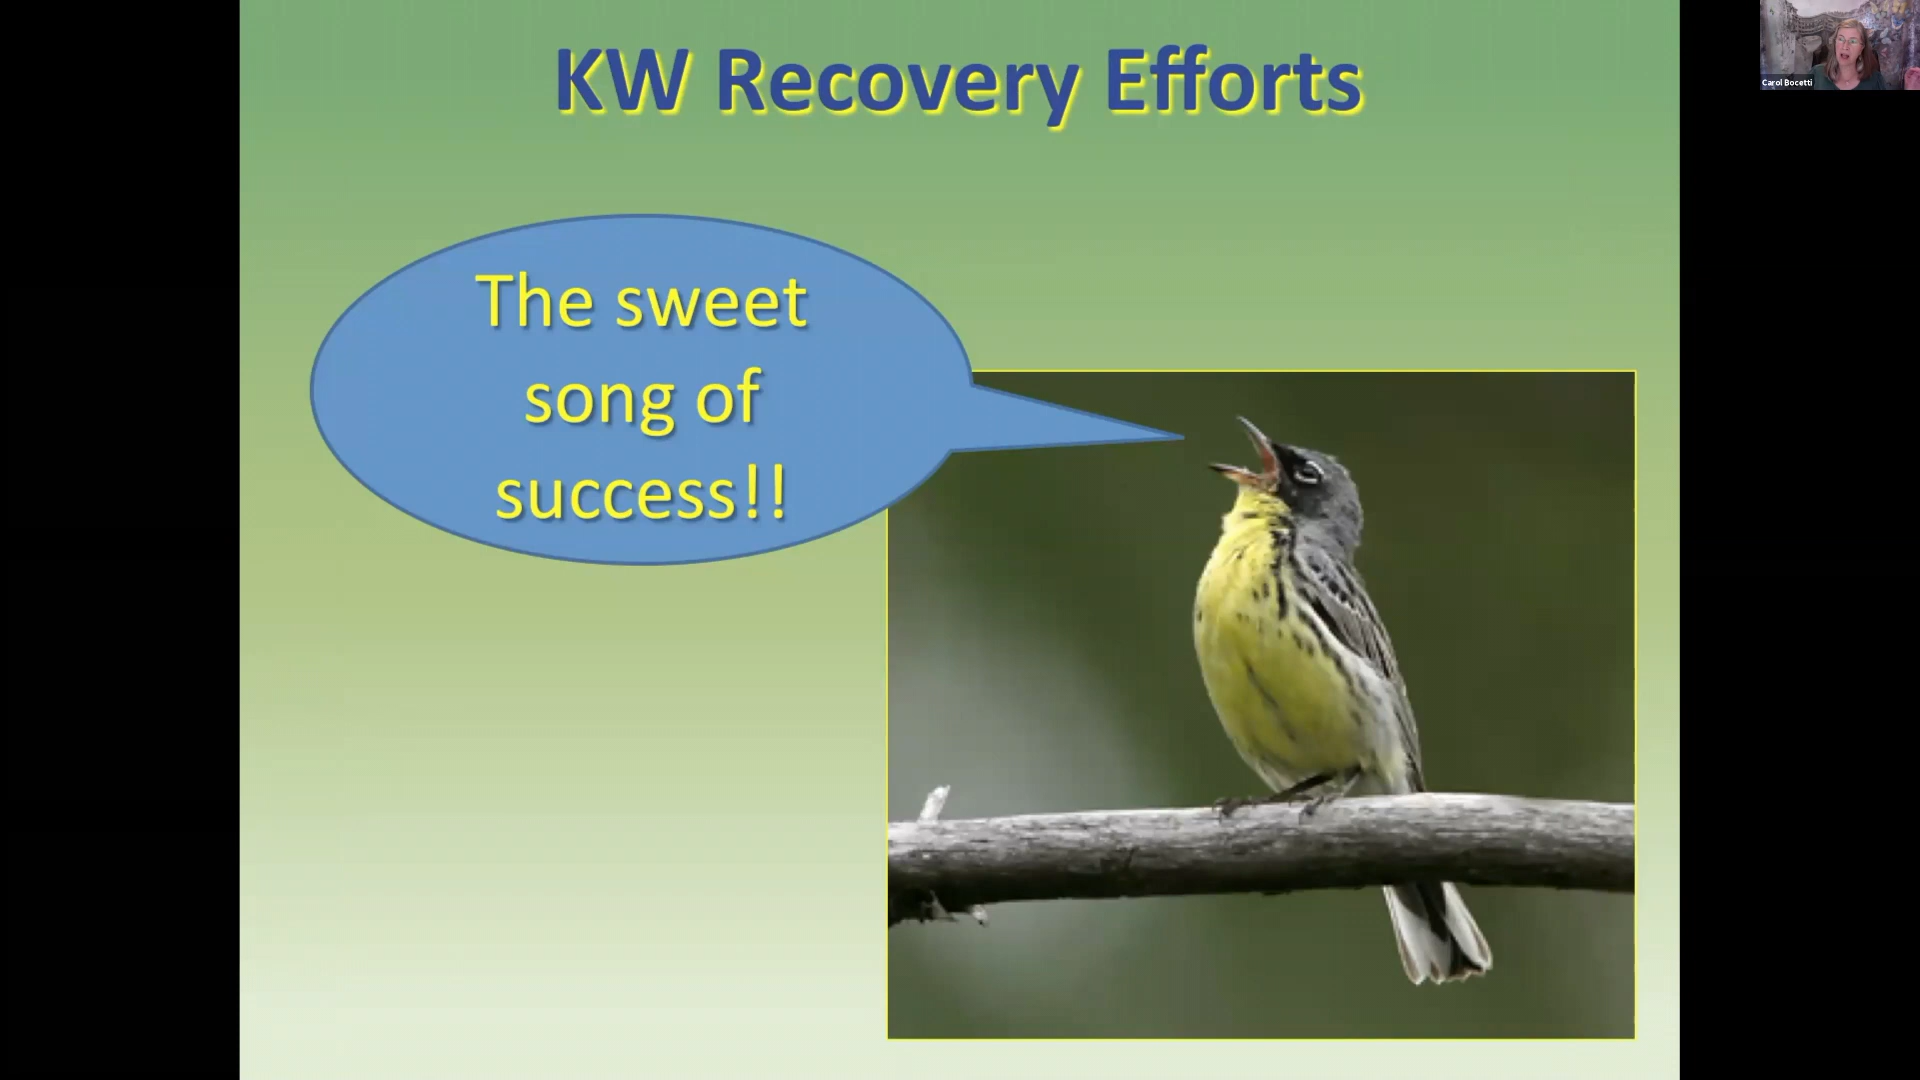 KW Recovery Efforts
Carol Bocetti
The sweet
song of
success!!